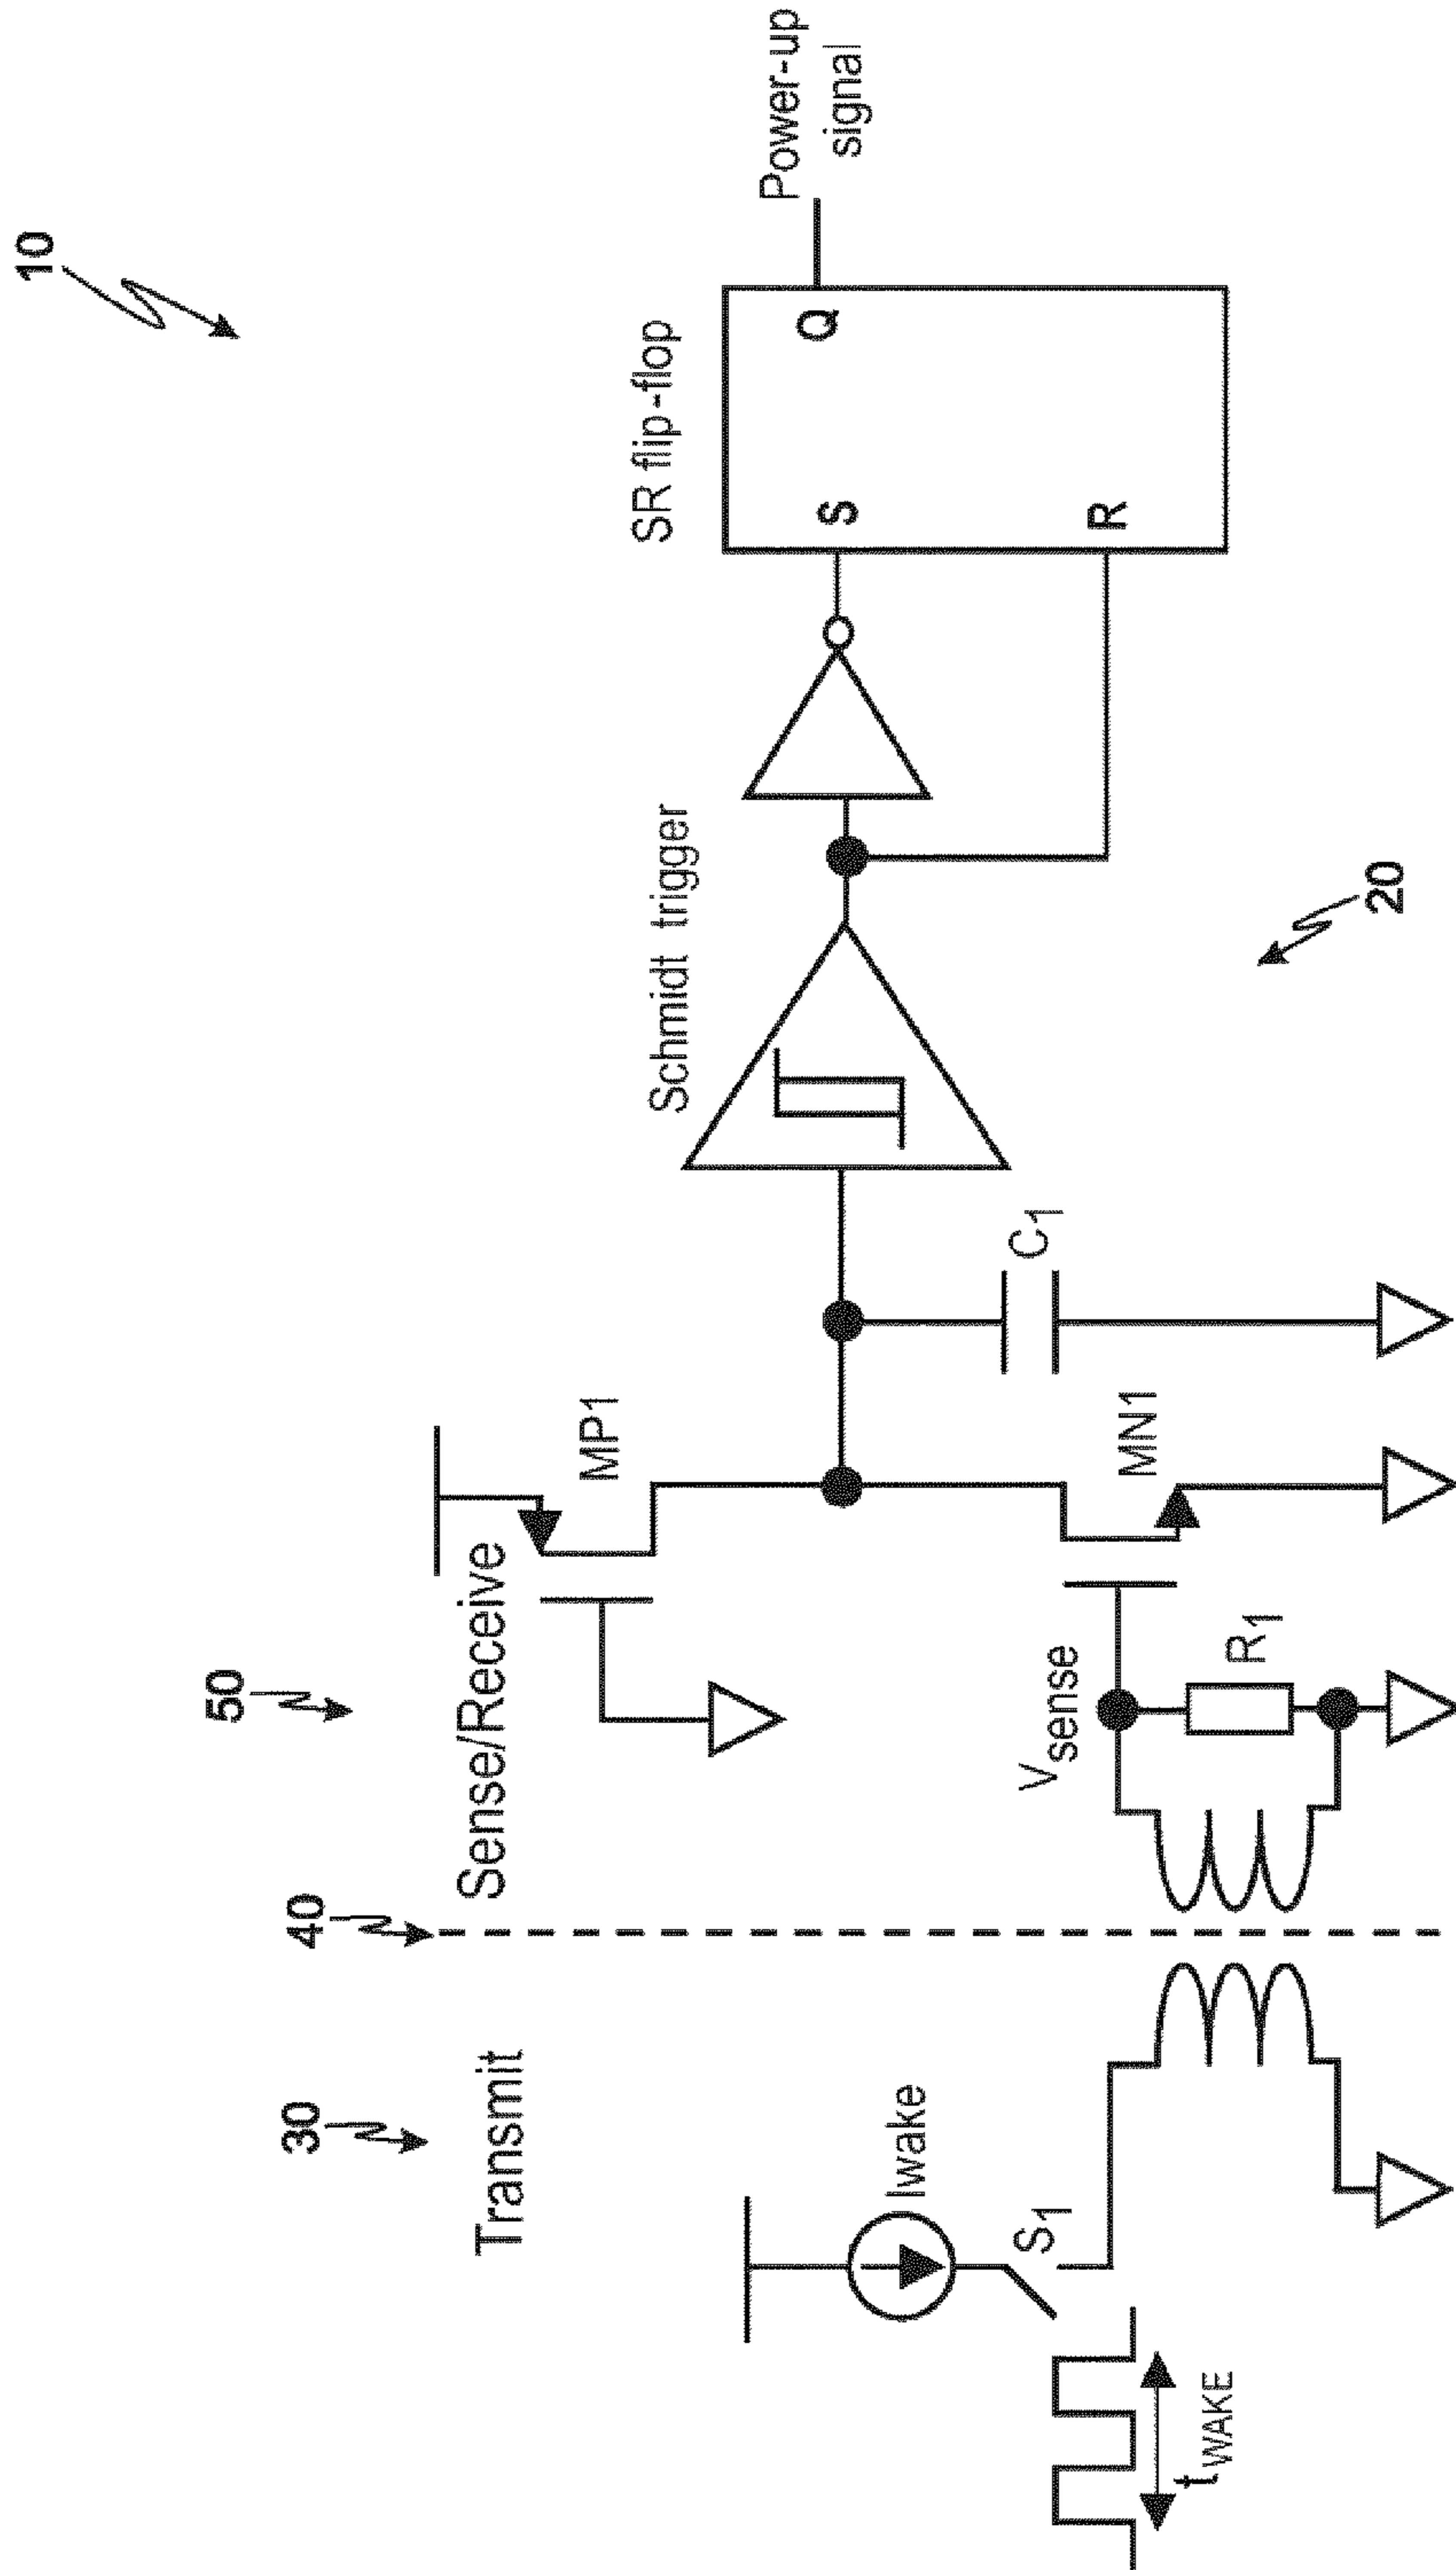 10
50
Sense/Receive
40
30
Transmit
SR flip-flop
Power-up
signal
Q
S
R
Schmidt trigger
20
MP1
C1
MN1
Vsense
R1
Iwake
S1
tWAKE